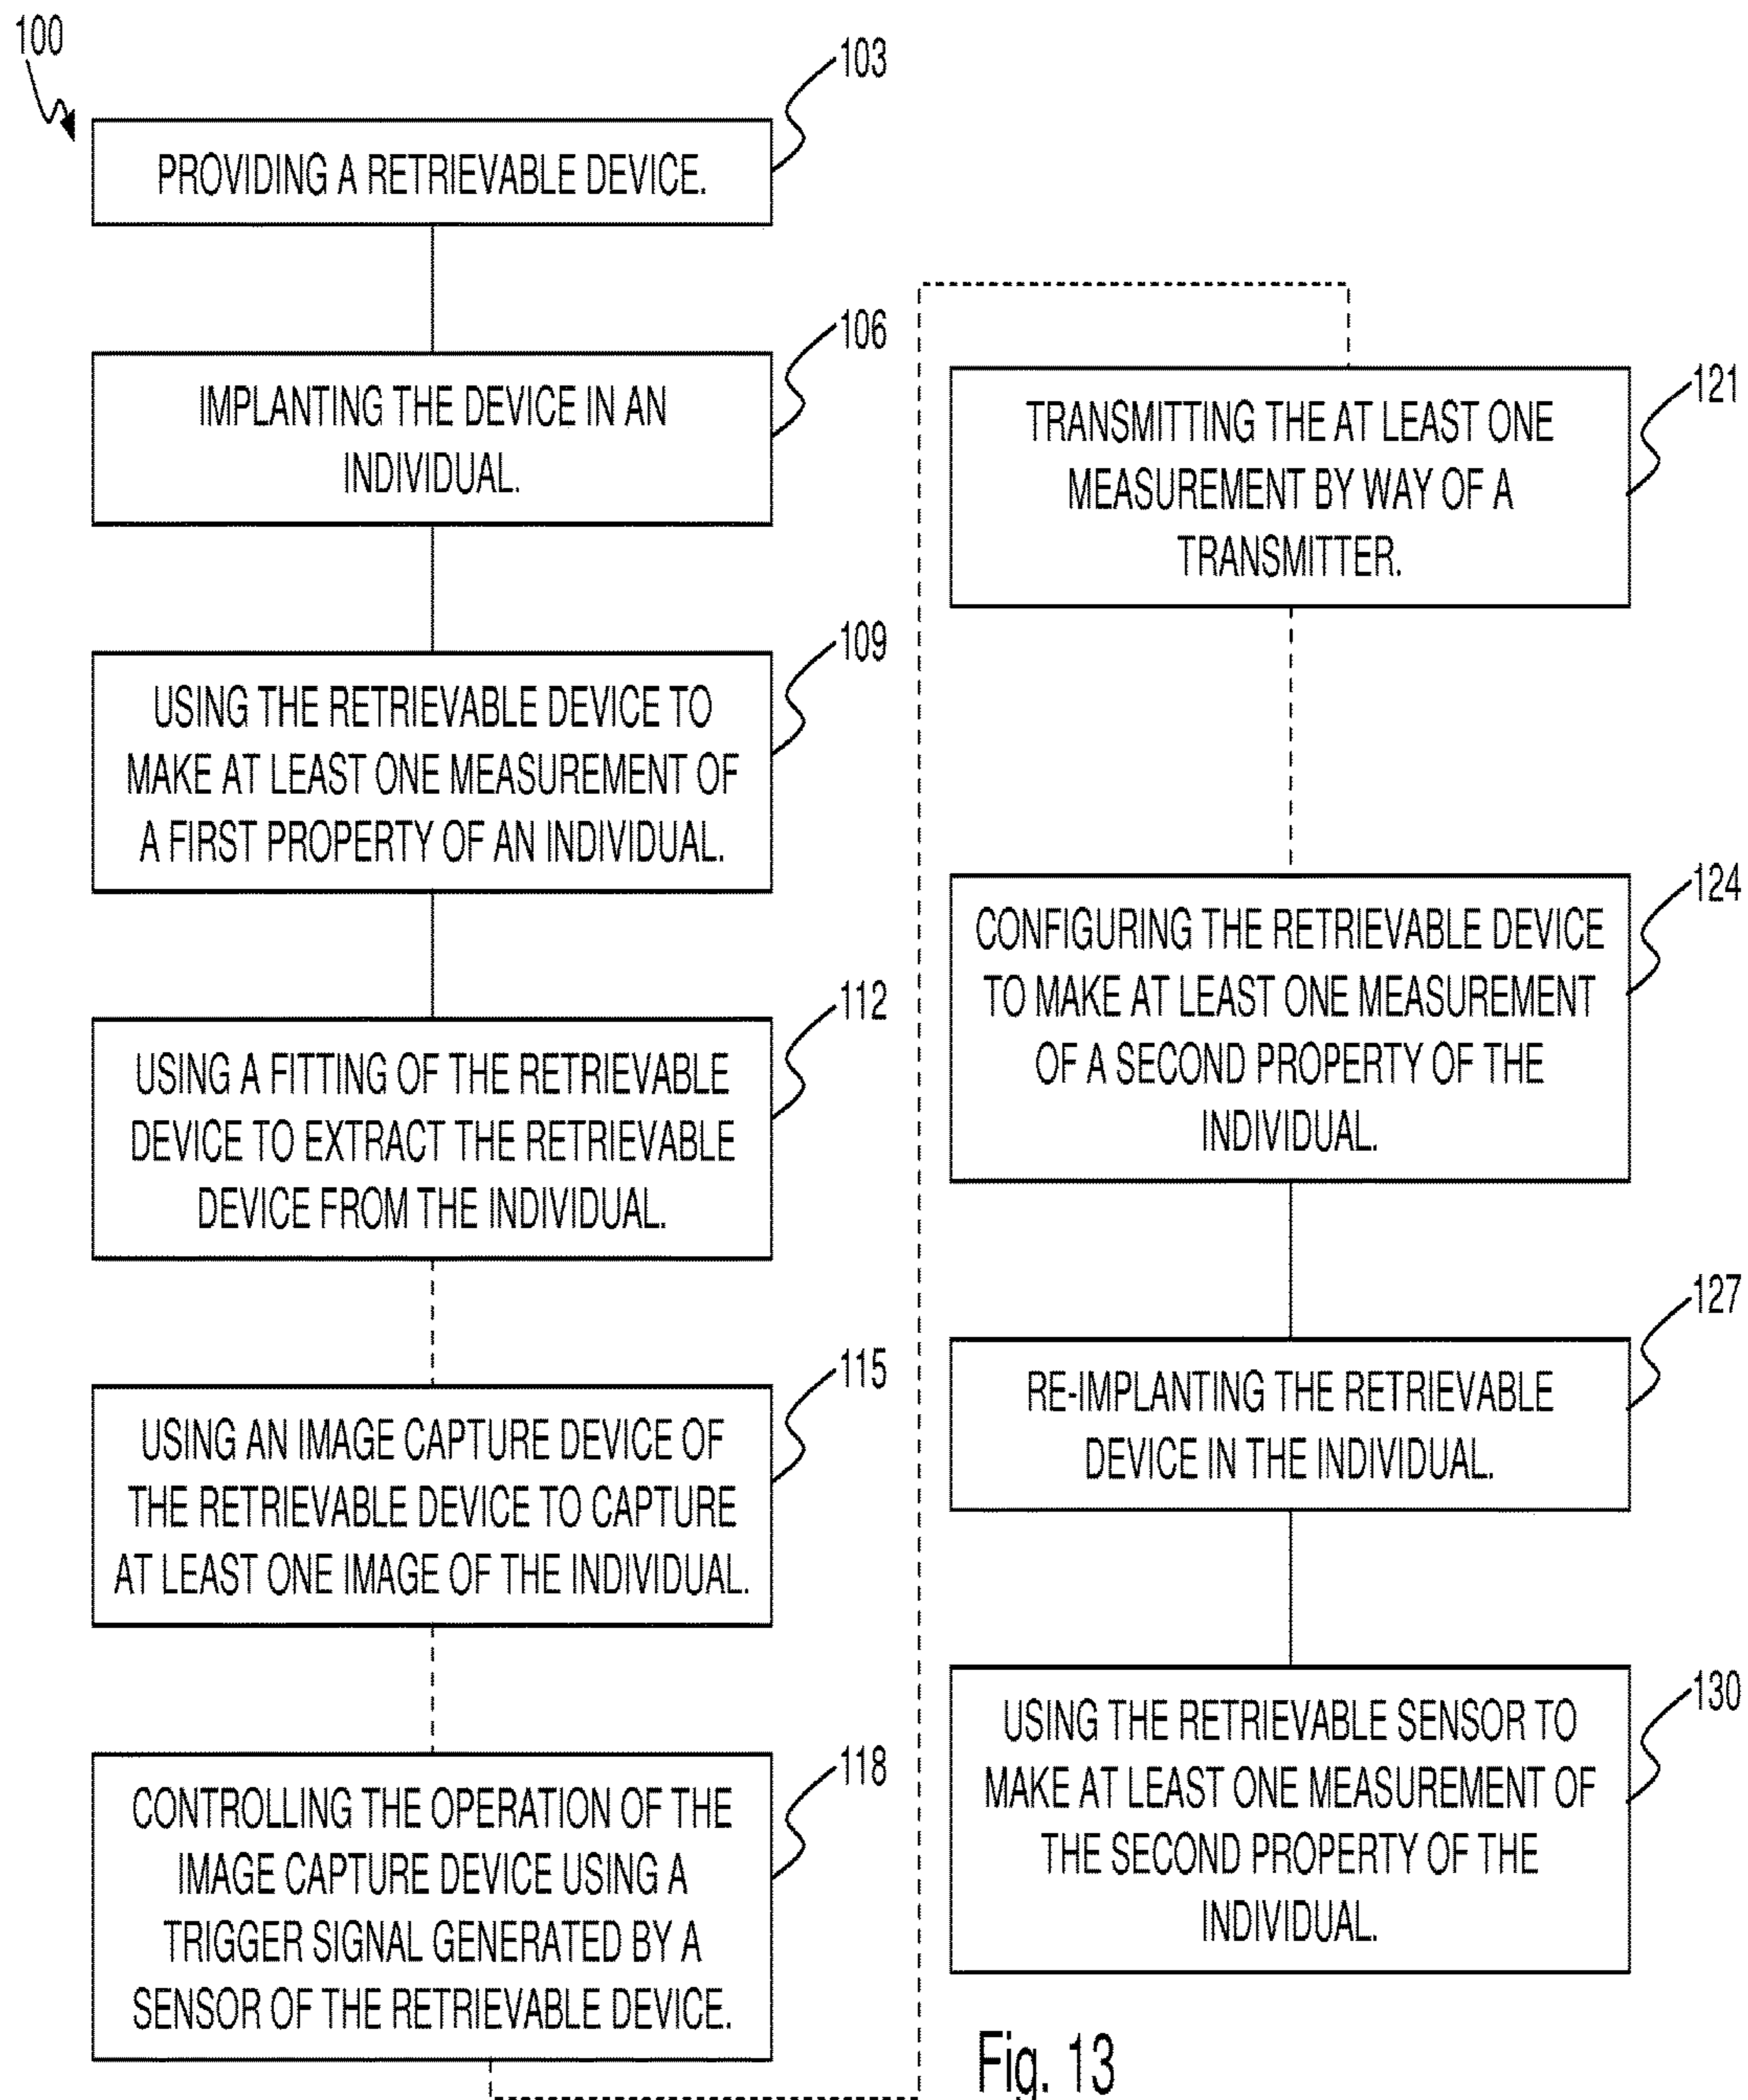 100
103
PROVIDING A RETRIEVABLE DEVICE.
106
IMPLANTING THE DEVICE IN AN
INDIVIDUAL.
109
USING THE RETRIEVABLE DEVICE TO
MAKE AT LEAST ONE MEASUREMENT OF
A FIRST PROPERTY OF AN INDIVIDUAL.
112
USING A FITTING OF THE RETRIEVABLE
DEVICE TO EXTRACT THE RETRIEVABLE
DEVICE FROM THE INDIVIDUAL.
115
USING AN IMAGE CAPTURE DEVICE OF
THE RETRIEVABLE DEVICE TO CAPTURE
AT LEAST ONE IMAGE OF THE INDIVIDUAL.
118
CONTROLLING THE OPERATION OF THE
IMAGE CAPTURE DEVICE USING A
TRIGGER SIGNAL GENERATED BY A
SENSOR OF THE RETRIEVABLE DEVICE.
121
TRANSMITTING THE AT LEAST ONE
MEASUREMENT BY WAY OF A
TRANSMITTER.
124
CONFIGURING THE RETRIEVABLE DEVICE
TO MAKE AT LEAST ONE MEASUREMENT
OF A SECOND PROPERTY OF THE
INDIVIDUAL.
127
RE-IMPLANTING THE RETRIEVABLE
DEVICE IN THE INDIVIDUAL.
130
USING THE RETRIEVABLE SENSOR TO
MAKE AT LEAST ONE MEASUREMENT OF
THE SECOND PROPERTY OF THE
INDIVIDUAL.
Fig. 13